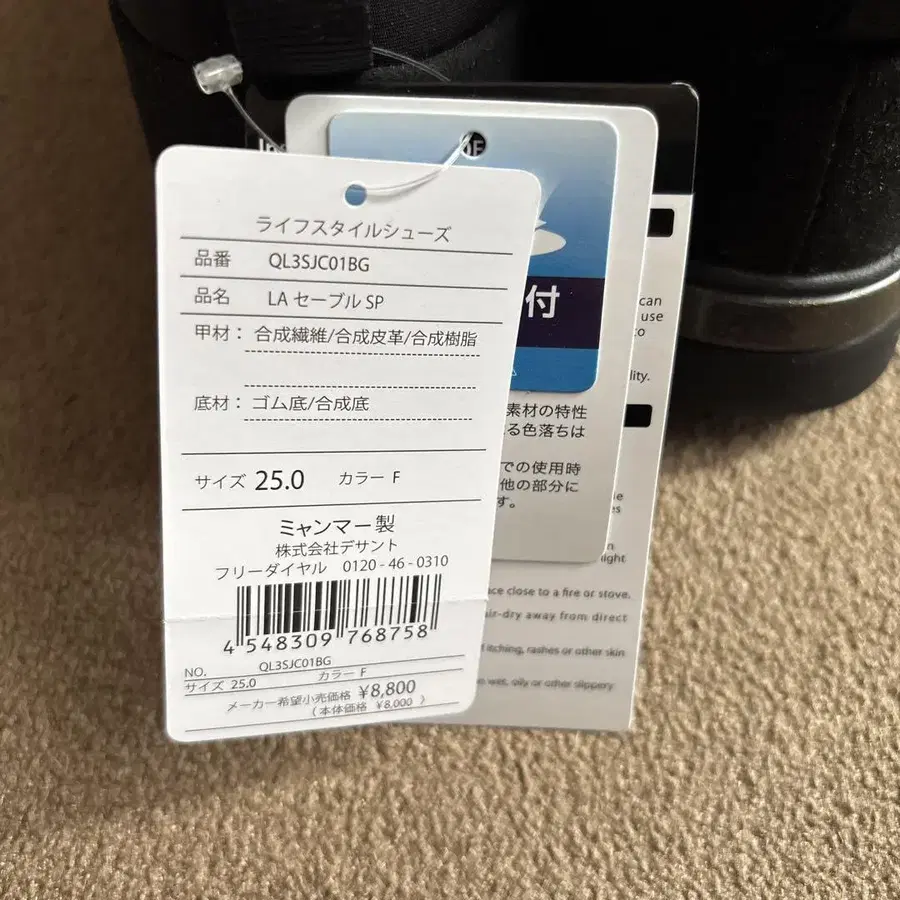 ライフスタイルシューズ
品番 QL3SJC01BG
品名 LA セーブル SP
甲材： 合成繊維/合成皮革/合成樹脂
底材： ゴム底/合成底
サイズ 25.0 カラー F
ミャンマー製
株式会社デサント
フリーダイヤル 0120-46-0310
4 548309 768758
NO. QL3SJC01BG
サイズ 25.0 カラー F
メーカー希望小売価格 ¥8,800
（本体価格 ¥8,000 ）
付
素材の特性
る色落ちは
での使用時
他の部分に
す。
can
use
to
lity.
ce close to a fire or stove.
air-dry away from direct
itching, rashes or other skin
wet, oily or other slippery